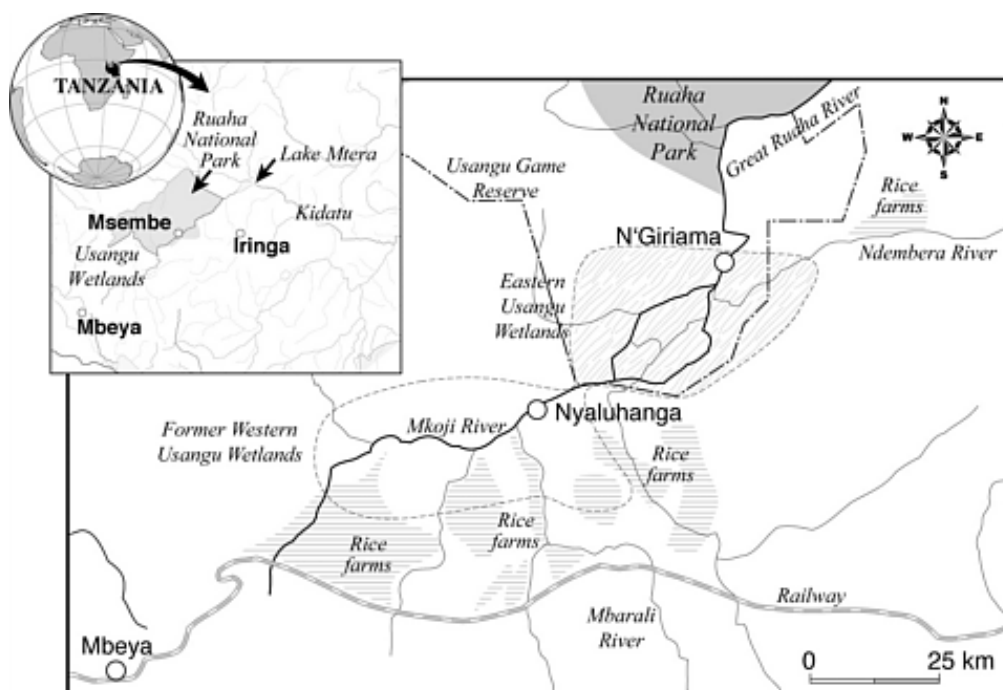 TANZANIA
Ruaha
National
Park
Lake Mtera
Msembe
Kidatu
Iringa
Usangu
Wetlands
Mbeya
Ruaha
National
Park
Great Ruaha River
N
W E
S
Usangu Game
Reserve
Rice
farms
N'Giriama
Ndembera River
Eastern
Usangu
Wetlands
Nyaluhanga
Mkoji River
Former Western
Usangu Wetlands
Rice
farms
Rice
farms
Rice
farms
Railway
Mbarali
River
Mbeya
0 25 km